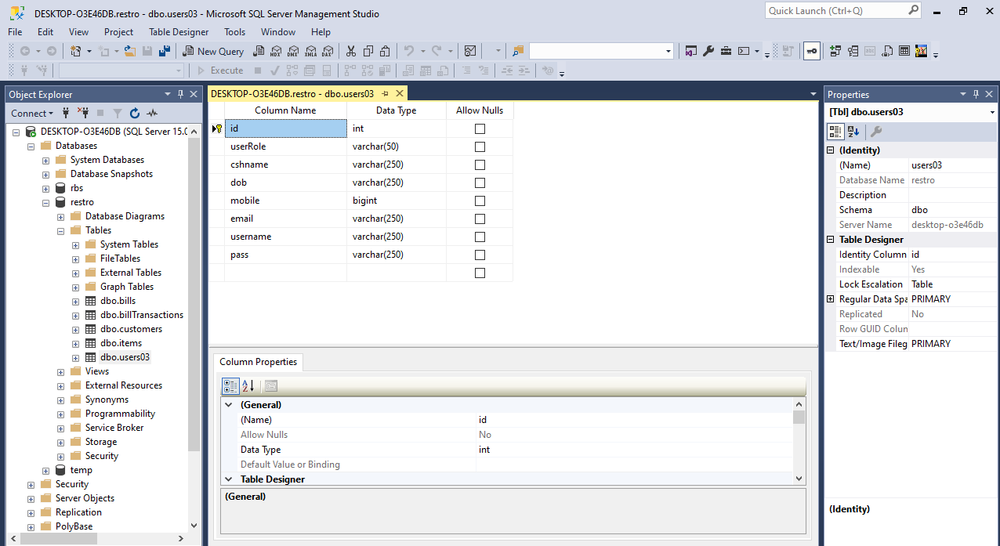 DESKTOP-O3E46DB.restro - dbo.users03 - Microsoft SQL Server Management Studio
Quick Launch (Ctrl+Q)
File Edit View Project Table Designer Tools Window Help
New Query MDX DMX XMLA DAX
Execute
Object Explorer
Connect
DESKTOP-O3E46DB (SQL Server 15.0
Databases
System Databases
Database Snapshots
rbs
restro
Database Diagrams
Tables
System Tables
FileTables
External Tables
Graph Tables
dbo.bills
dbo.billTransactions
dbo.customers
dbo.items
dbo.users03
Views
External Resources
Synonyms
Programmability
Service Broker
Storage
Security
temp
Security
Server Objects
Replication
PolyBase
DESKTOP-O3E46DB.restro - dbo.users03
Column Name Data Type Allow Nulls
id int
userRole varchar(50)
cshname varchar(250)
dob varchar(250)
mobile bigint
email varchar(250)
username varchar(250)
pass varchar(250)
Column Properties
(General)
(Name) id
Allow Nulls No
Data Type int
Default Value or Binding
Table Designer
(General)
Properties
[Tbl] dbo.users03
(Identity)
(Name) users03
Database Name restro
Description
Schema dbo
Server Name desktop-o3e46db
Table Designer
Identity Column id
Indexable Yes
Lock Escalation Table
Regular Data Spa PRIMARY
Replicated No
Row GUID Colun
Text/Image Fileg PRIMARY
(Identity)